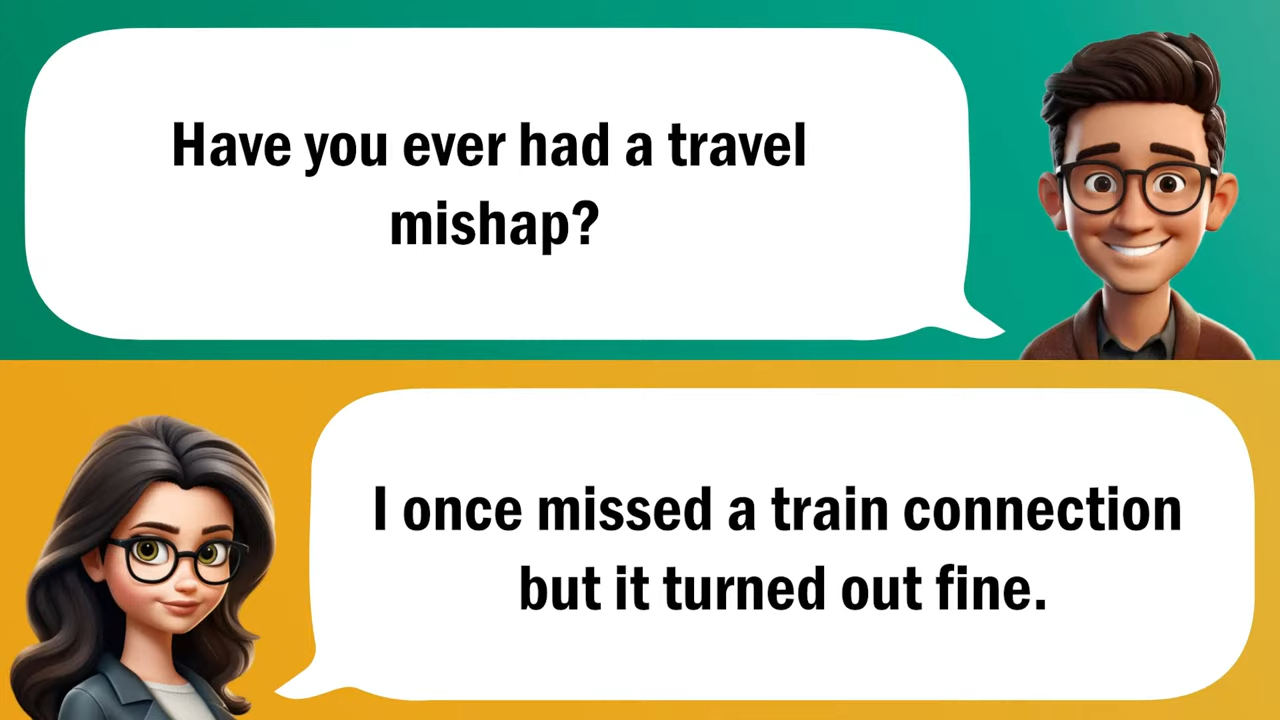 Have you ever had a travel
mishap?
I once missed a train connection
but it turned out fine.